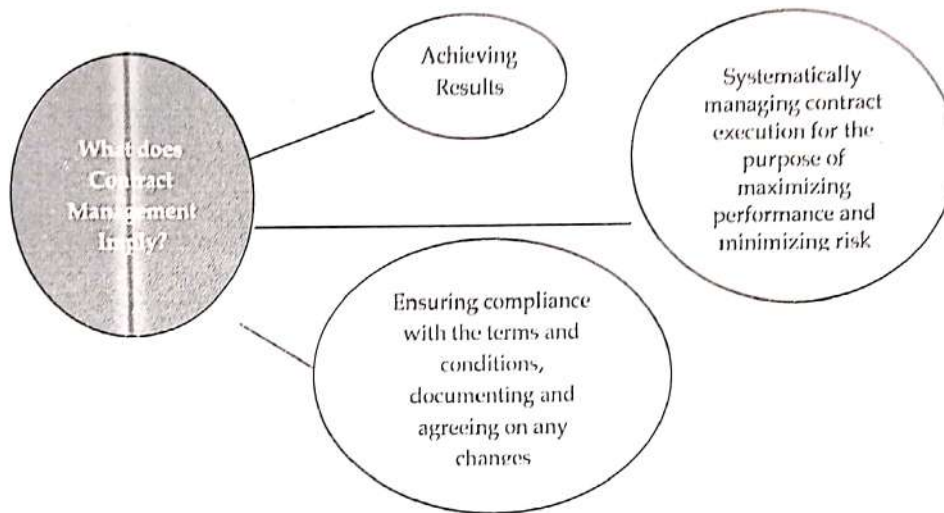 What does
Contract
Management
Imply?
Achieving
Results
Systematically
managing contract
execution for the
purpose of
maximizing
performance and
minimizing risk
Ensuring compliance
with the terms and
conditions,
documenting and
agreeing on any
changes